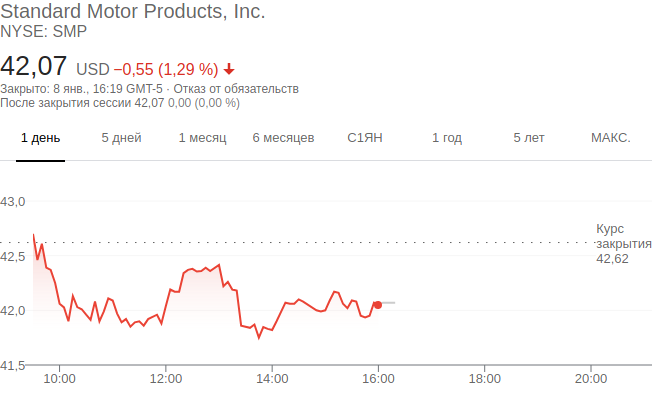 Standard Motor Products, Inc.
NYSE: SMP
42,07 USD −0,55 (1,29 %)
Закрыто: 8 янв., 16:19 GMT-5 · Отказ от обязательств
После закрытия сессии 42,07 0,00 (0,00 %)
1 день 5 дней 1 месяц 6 месяцев С1ЯН 1 год 5 лет МАКС.
43,0
Курс
закрытия
42,62
42,5
42,0
41,5
10:00 12:00 14:00 16:00 18:00 20:00